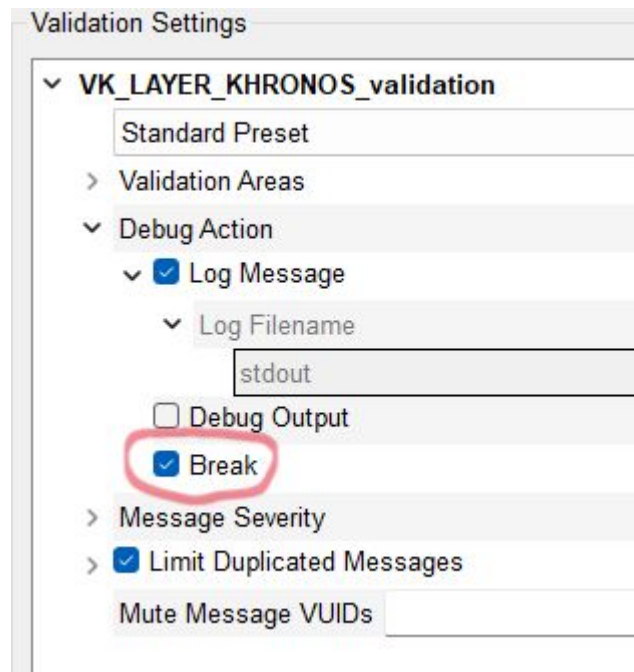 Validation Settings
VK_LAYER_KHRONOS_validation
Standard Preset
Validation Areas
Debug Action
Log Message
Log Filename
stdout
Debug Output
Break
Message Severity
Limit Duplicated Messages
Mute Message VUIDs